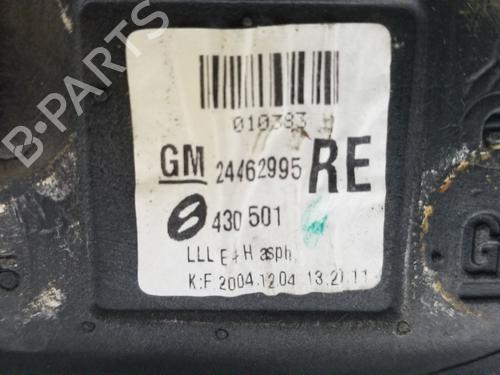 B-PARTS
010383
GM 24462995 RE
430 501
LLL E+H asph
K:F 2004.12.04 13.21.11